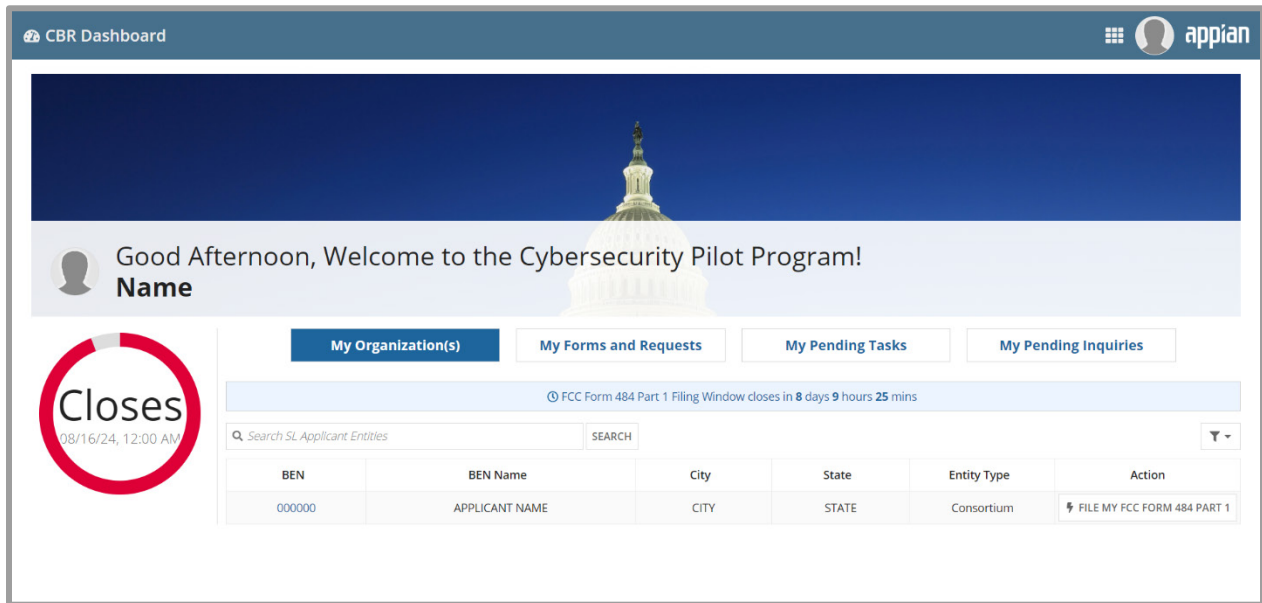 CBR Dashboard
appian
Good Afternoon, Welcome to the Cybersecurity Pilot Program!
Name
Closes
08/16/24, 12:00 AM
My Organization(s) My Forms and Requests My Pending Tasks My Pending Inquiries
FCC Form 484 Part 1 Filing Window closes in 8 days 9 hours 25 mins
Search SL Applicant Entities SEARCH
BEN BEN Name City State Entity Type Action
000000 APPLICANT NAME CITY STATE Consortium FILE MY FCC FORM 484 PART 1